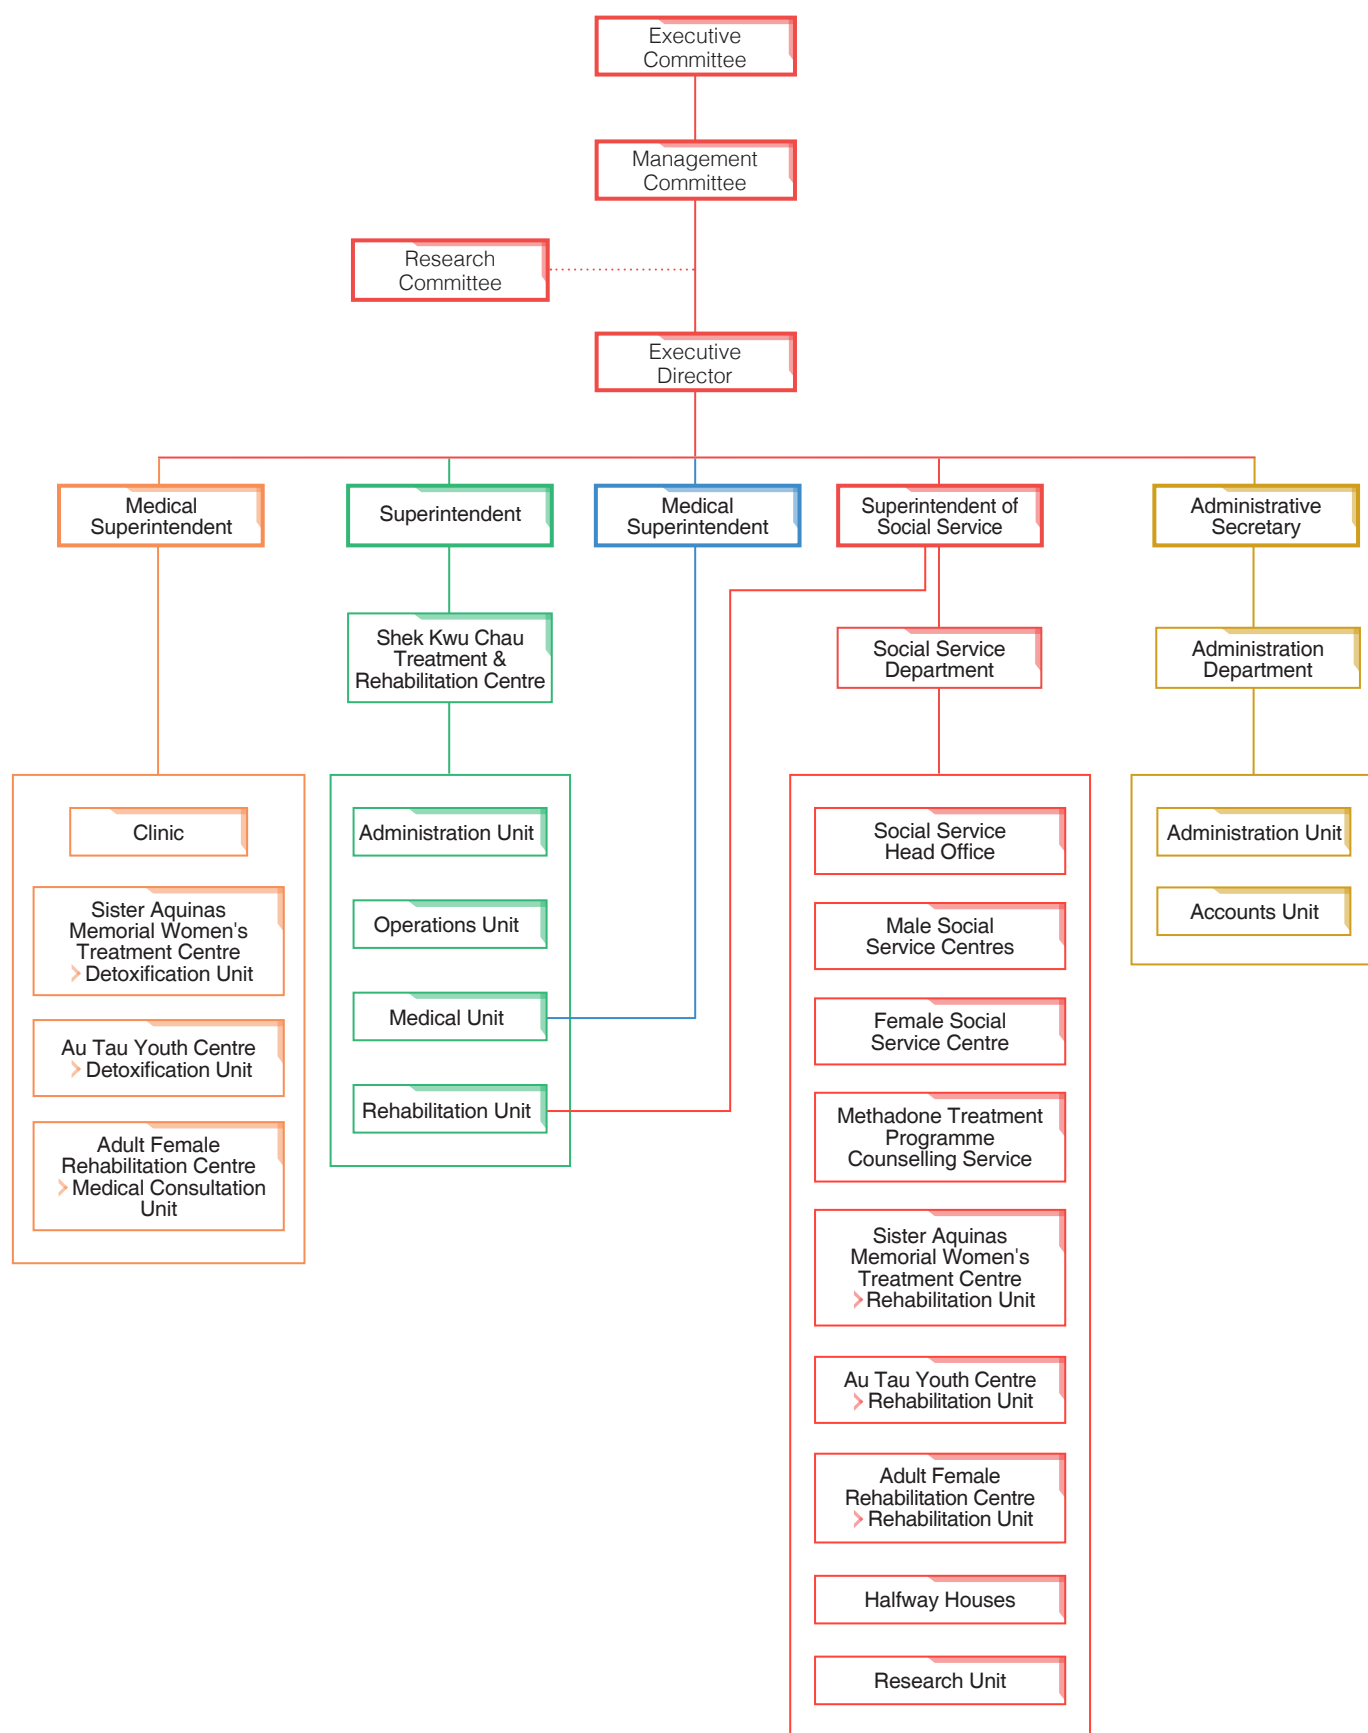 Executive
Committee
Management
Committee
Research
Committee
Executive
Director
Medical
Superintendent
Superintendent
Medical
Superintendent
Superintendent of
Social Service
Administrative
Secretary
Shek Kwu Chau
Treatment &
Rehabilitation Centre
Social Service
Department
Administration
Department
Clinic
Sister Aquinas
Memorial Women's
Treatment Centre
Detoxification Unit
Au Tau Youth Centre
Detoxification Unit
Adult Female
Rehabilitation Centre
Medical Consultation
Unit
Administration Unit
Operations Unit
Medical Unit
Rehabilitation Unit
Social Service
Head Office
Male Social
Service Centres
Female Social
Service Centre
Methadone Treatment
Programme
Counselling Service
Sister Aquinas
Memorial Women's
Treatment Centre
Rehabilitation Unit
Au Tau Youth Centre
Rehabilitation Unit
Adult Female
Rehabilitation Centre
Rehabilitation Unit
Halfway Houses
Research Unit
Administration Unit
Accounts Unit